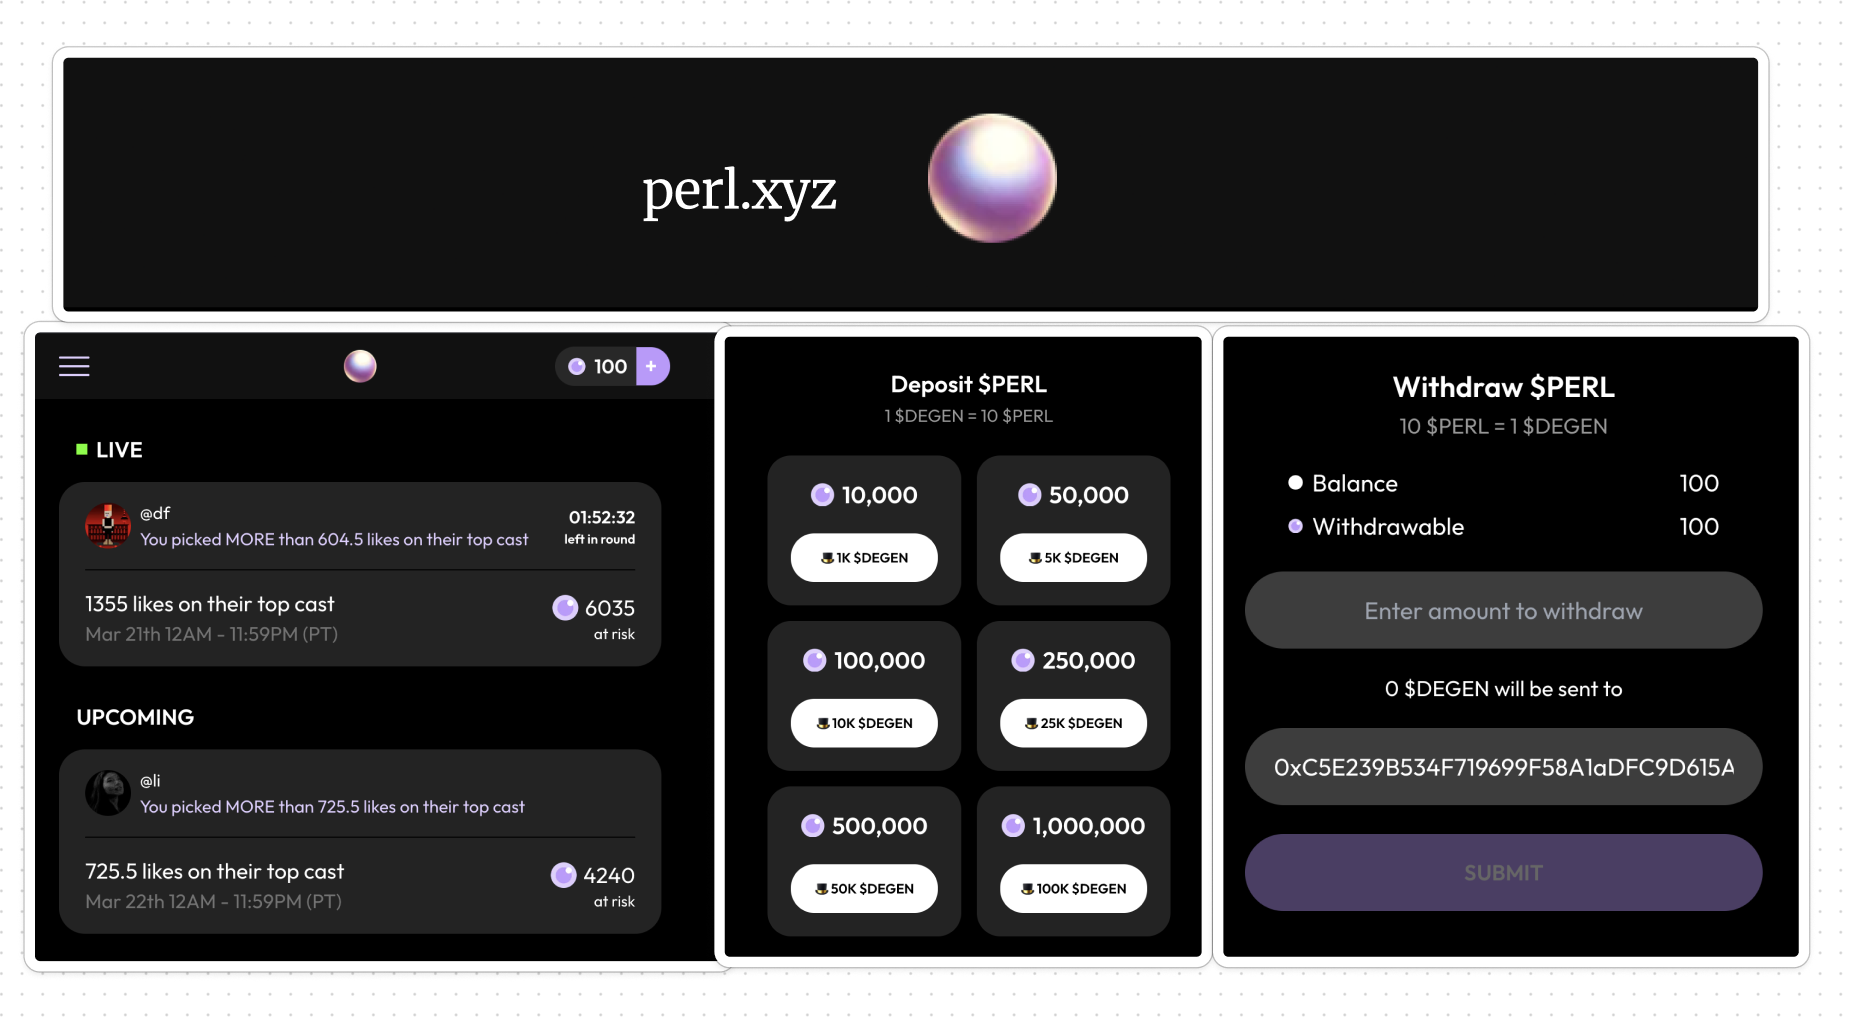 perl.xyz
100 +
LIVE
@df
You picked MORE than 604.5 likes on their top cast
01:52:32
left in round
1355 likes on their top cast
Mar 21th 12AM - 11:59PM (PT)
6035
at risk
UPCOMING
@li
You picked MORE than 725.5 likes on their top cast
725.5 likes on their top cast
Mar 22th 12AM - 11:59PM (PT)
4240
at risk
Deposit $PERL
1 $DEGEN = 10 $PERL
10,000
1K $DEGEN
50,000
5K $DEGEN
100,000
10K $DEGEN
250,000
25K $DEGEN
500,000
50K $DEGEN
1,000,000
100K $DEGEN
Withdraw $PERL
10 $PERL = 1 $DEGEN
Balance 100
Withdrawable 100
Enter amount to withdraw
0 $DEGEN will be sent to
0xC5E239B534F719699F58A1aDFC9D615A
SUBMIT